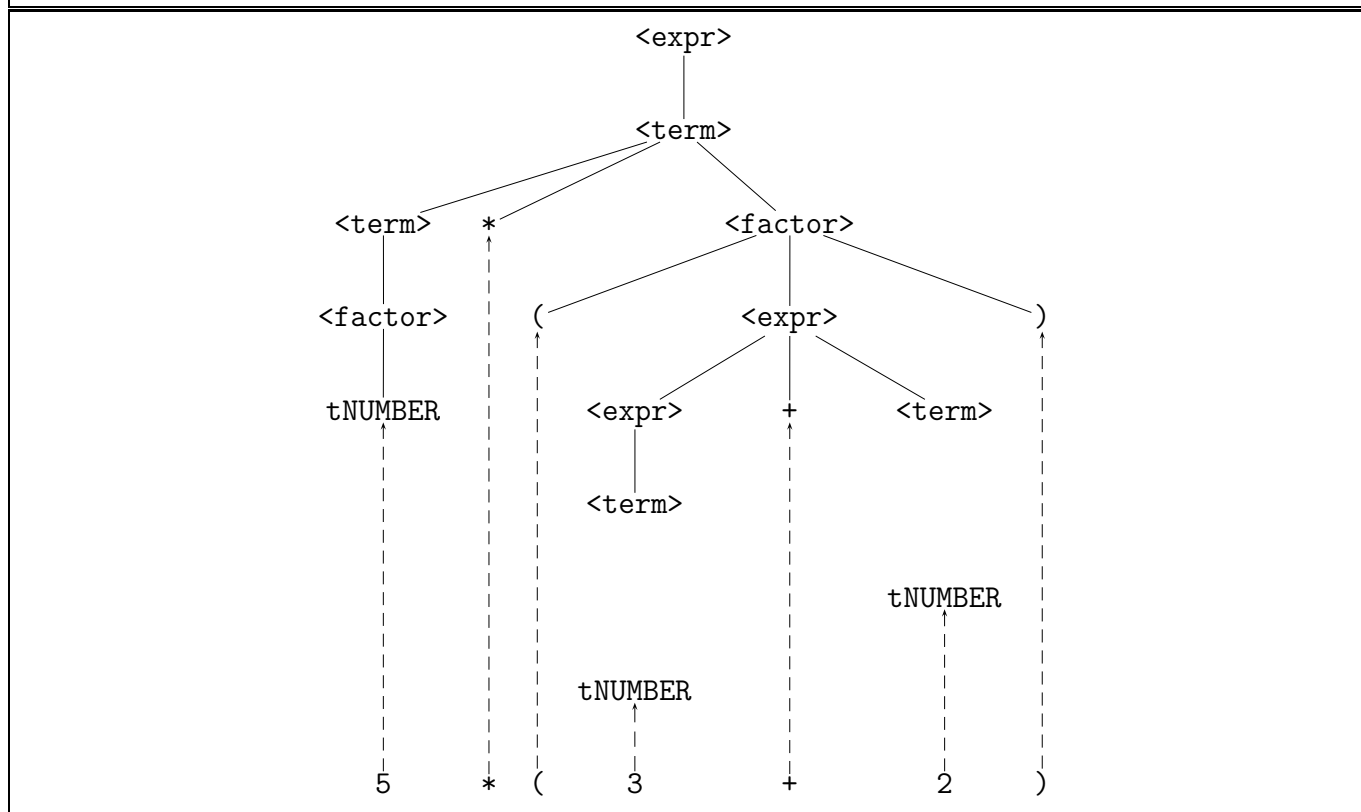 <expr>
<term>
<term> * <factor>
<factor> ( <expr> )
tNUMBER <expr> + <term>
<term>
tNUMBER
tNUMBER
5 * ( 3 + 2 )